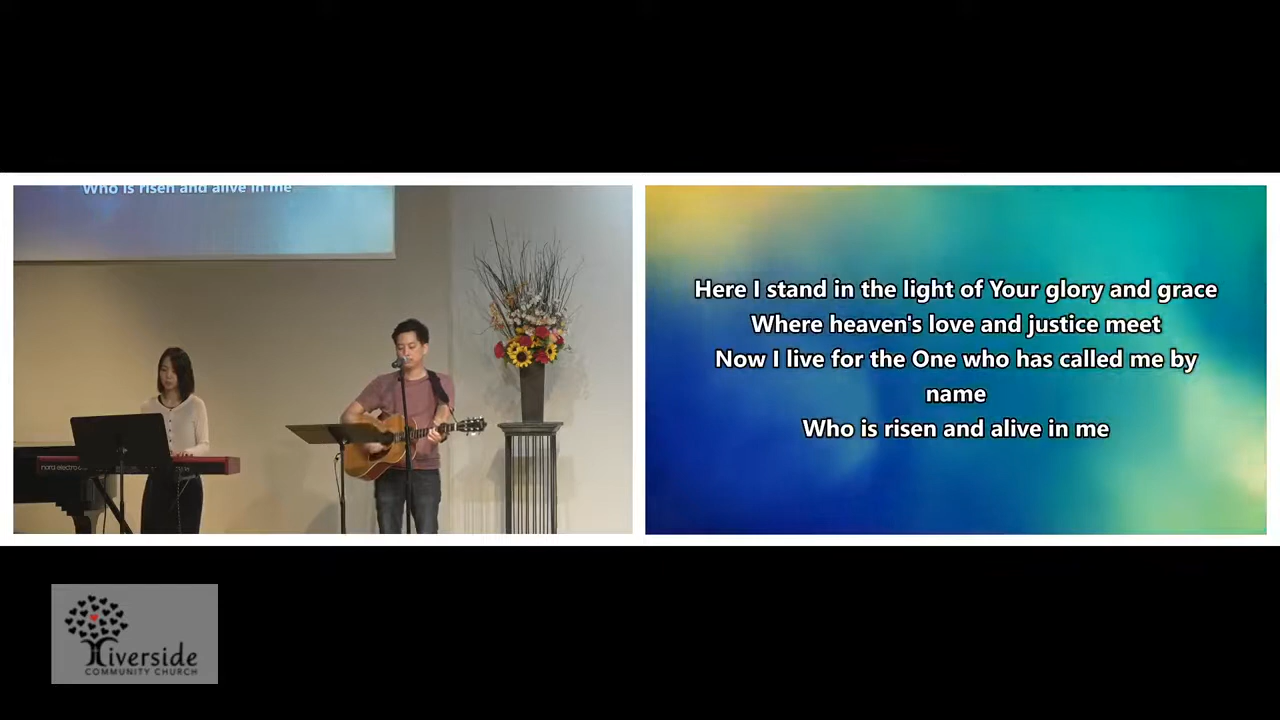 Who is risen and alive in me
Here I stand in the light of Your glory and grace
Where heaven's love and justice meet
Now I live for the One who has called me by
name
Who is risen and alive in me
nord electro
Riverside
COMMUNITY CHURCH